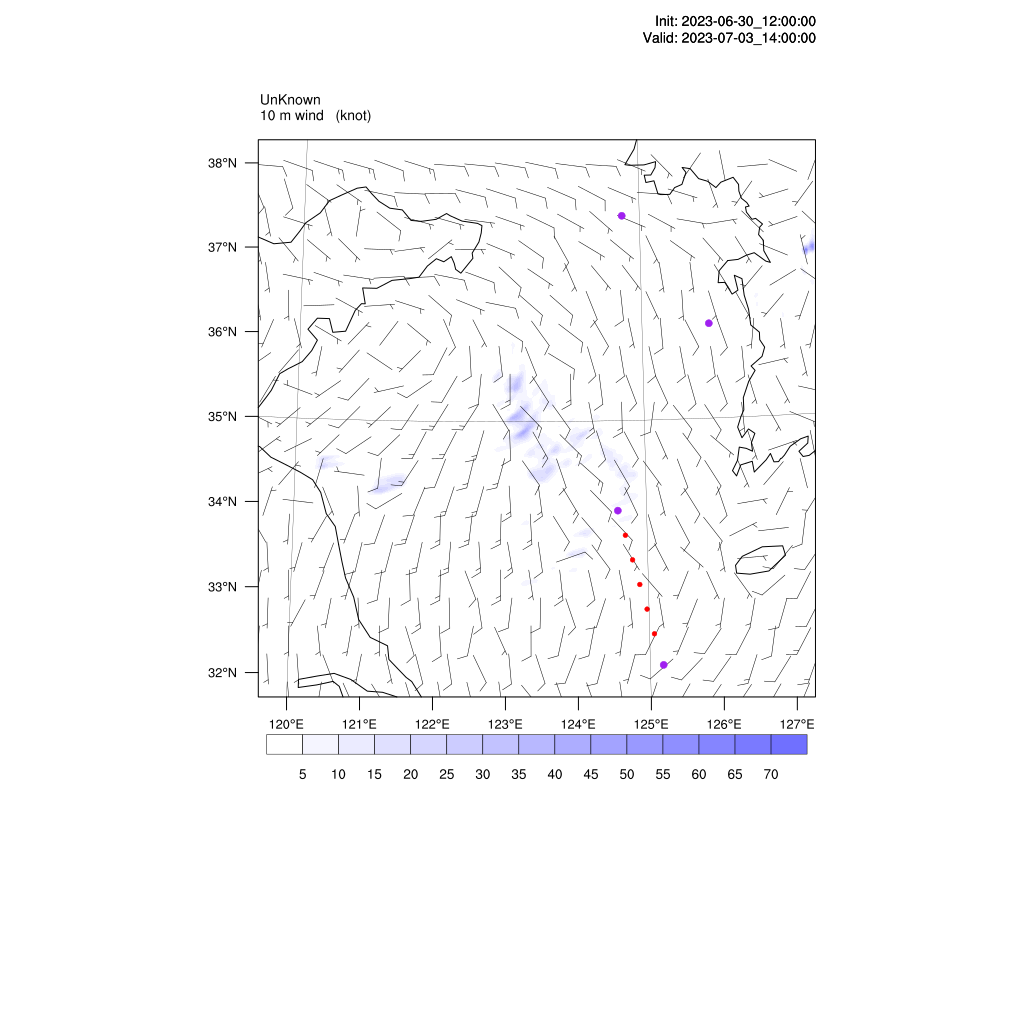 Init: 2023-06-30_12:00:00
Valid: 2023-07-03_14:00:00
UnKnown
10 m wind (knot)
38°N
37°N
36°N
35°N
34°N
33°N
32°N
120°E 121°E 122°E 123°E 124°E 125°E 126°E 127°E
5 10 15 20 25 30 35 40 45 50 55 60 65 70